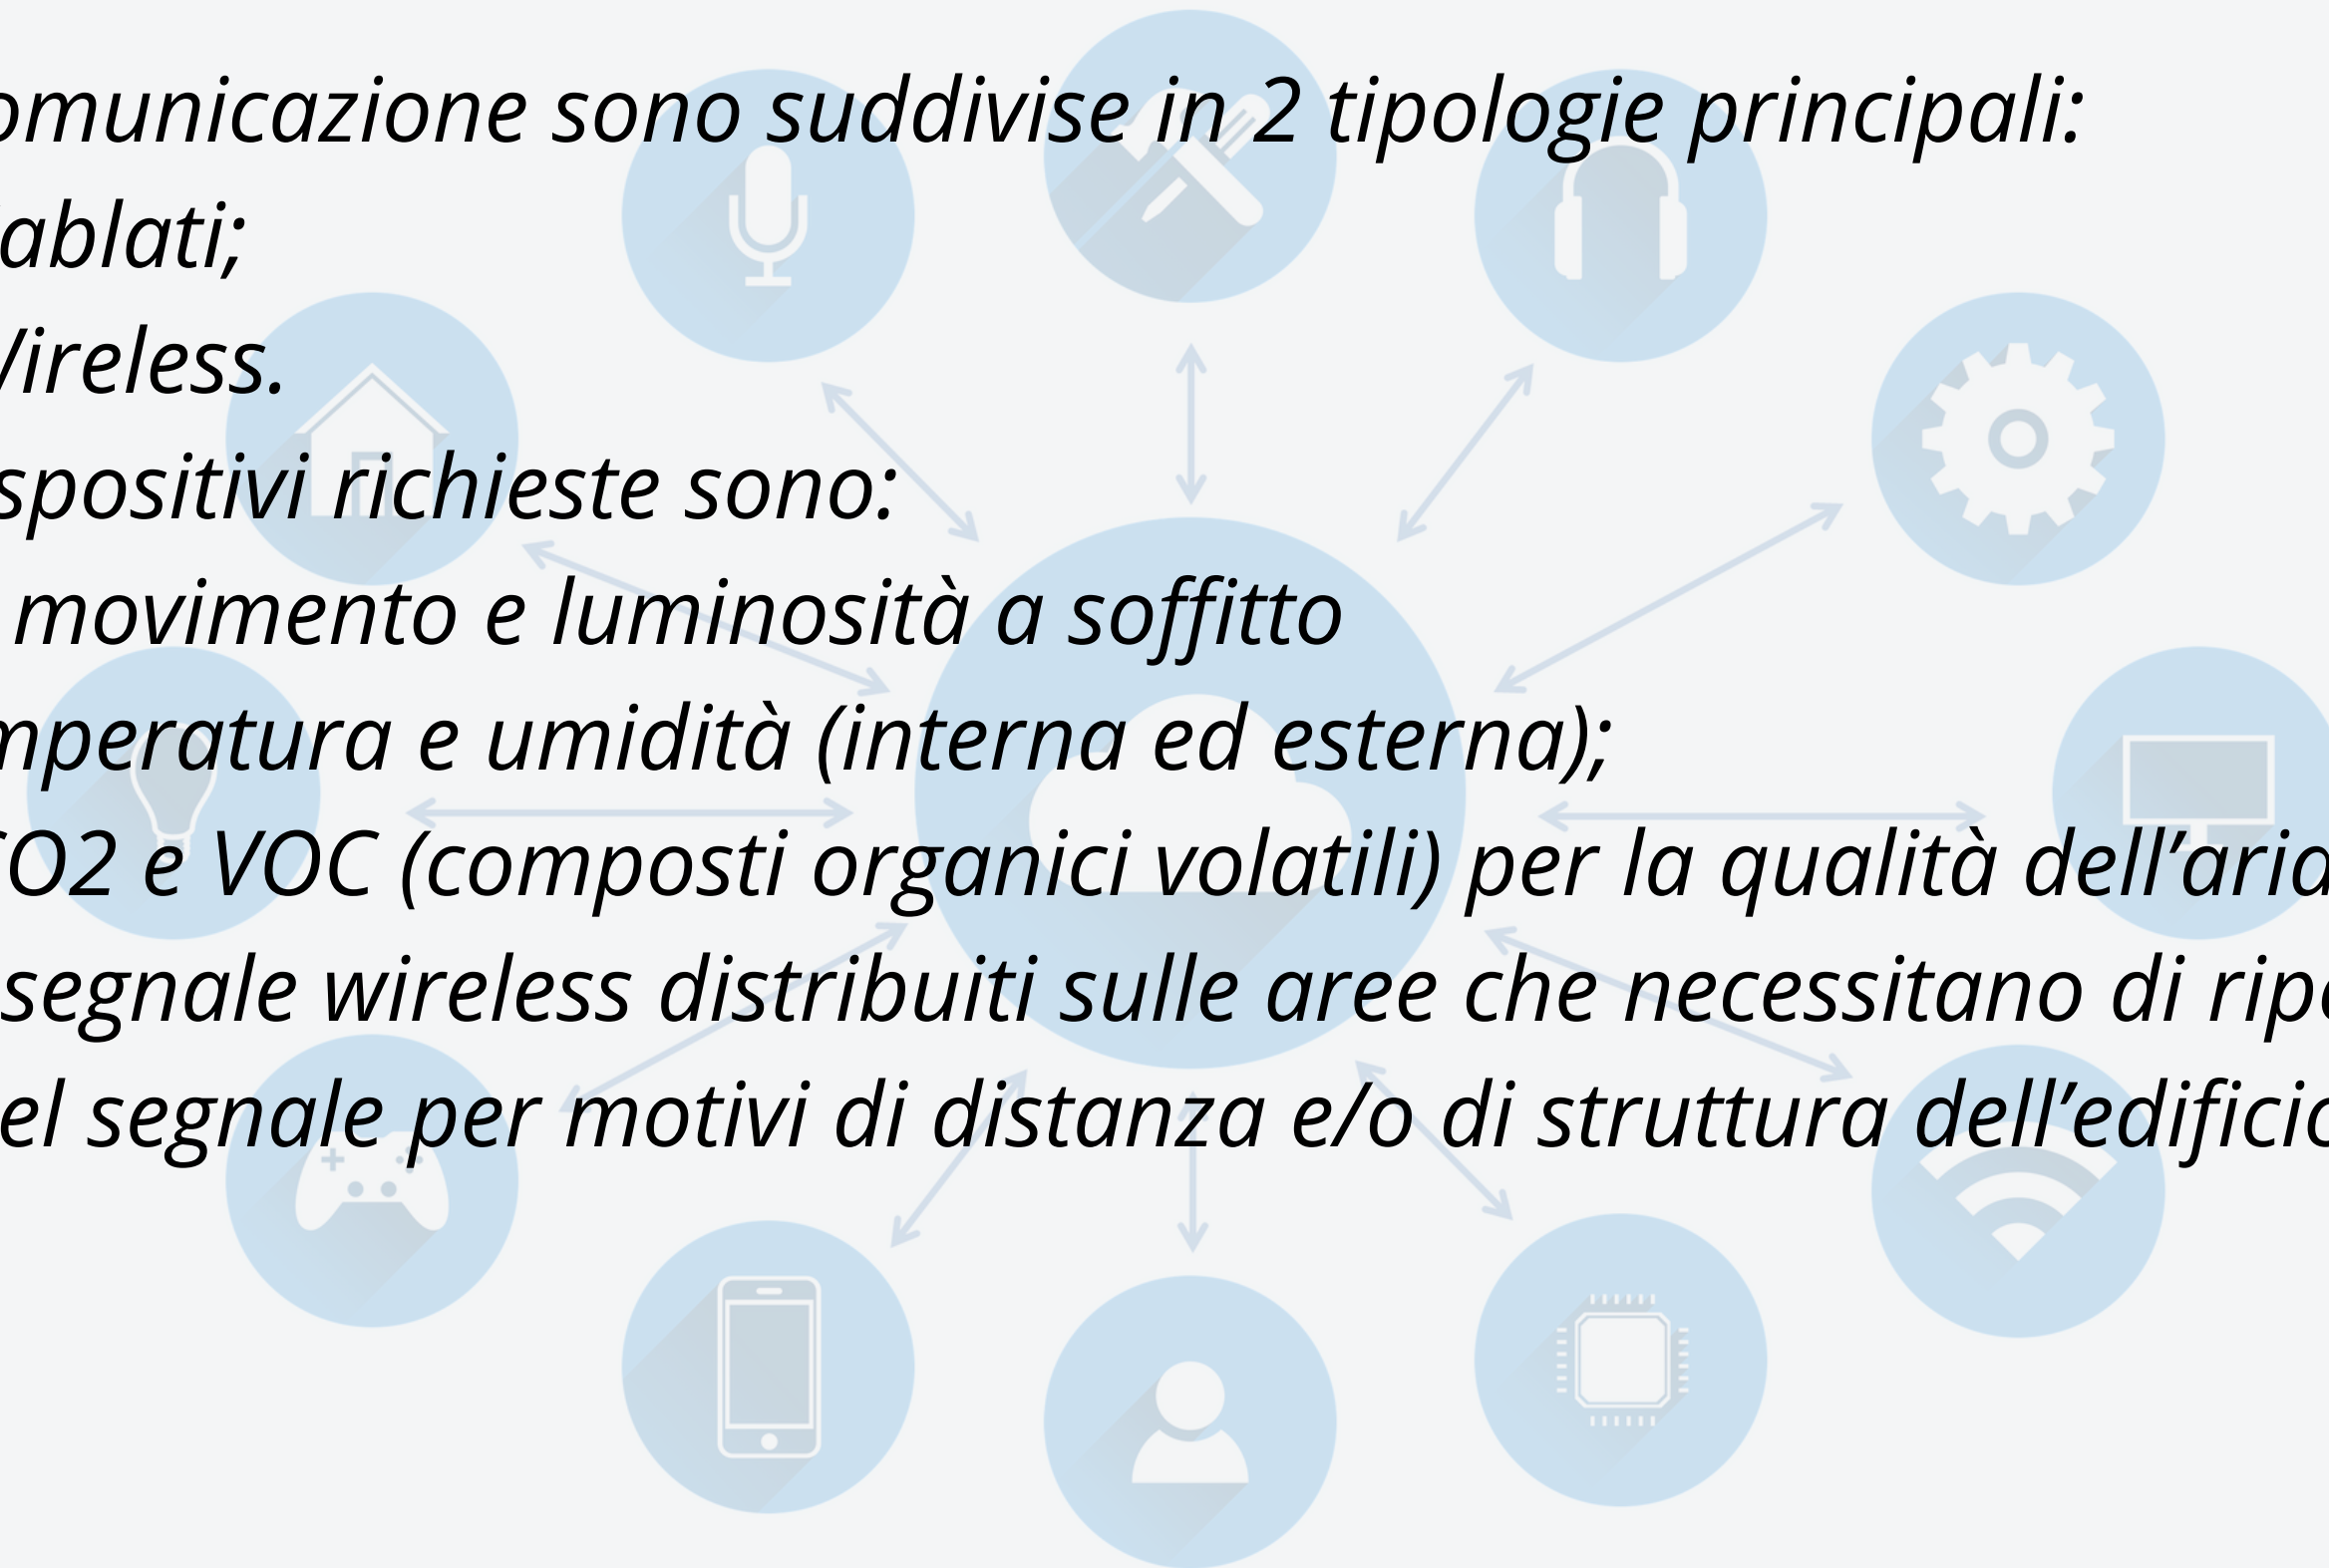 omunicazione sono suddivise in 2 tipologie principali:
ablati;
Wireless.
spositivi richieste sono:
movimento e luminosità a soffitto
mperatura e umidità (interna ed esterna);
CO2 e VOC (composti organici volatili) per la qualità dell’aria
segnale wireless distribuiti sulle aree che necessitano di ripe
el segnale per motivi di distanza e/o di struttura dell’edificio